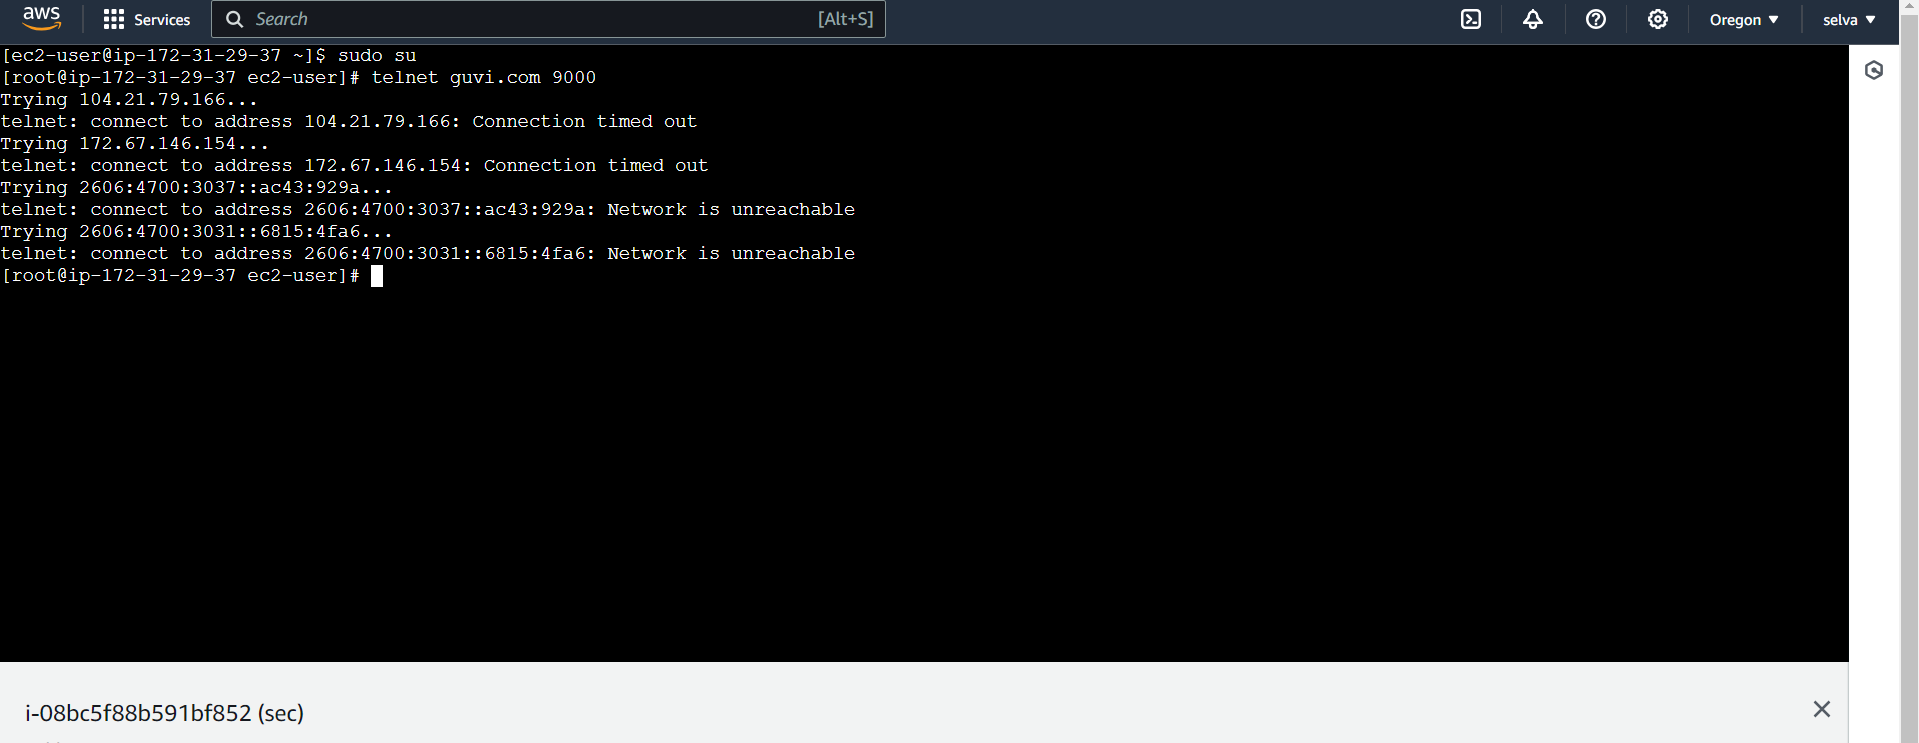 aws Services Search [Alt+S] Oregon ▼ selva ▼
[ec2-user@ip-172-31-29-37 ~]$ sudo su
[root@ip-172-31-29-37 ec2-user]# telnet guvi.com 9000
Trying 104.21.79.166...
telnet: connect to address 104.21.79.166: Connection timed out
Trying 172.67.146.154...
telnet: connect to address 172.67.146.154: Connection timed out
Trying 2606:4700:3037::ac43:929a...
telnet: connect to address 2606:4700:3037::ac43:929a: Network is unreachable
Trying 2606:4700:3031::6815:4fa6...
telnet: connect to address 2606:4700:3031::6815:4fa6: Network is unreachable
[root@ip-172-31-29-37 ec2-user]#
i-08bc5f88b591bf852 (sec)